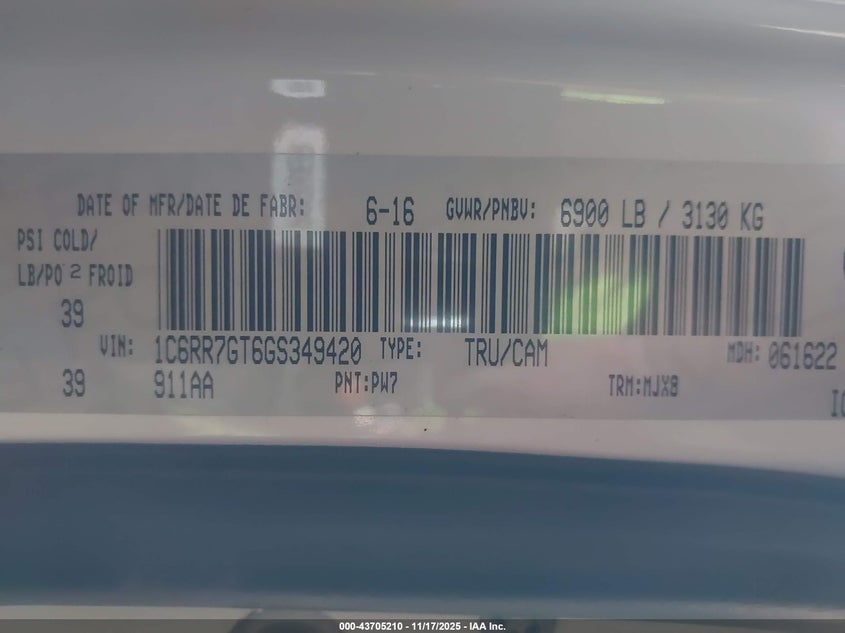 DATE OF MFR/DATE DE FABR: 6-16 GVWR/PNBV: 6900 LB / 3130 KG
PSI COLD/
LB/PO 2 FROID
39
VIN: 1C6RR7GT6GS349420 TYPE: TRU/CAM MDH: 061622
39 911AA PNT:PW7 TRM:MJX8
000-43705210 - 11/17/2025 - IAA Inc.